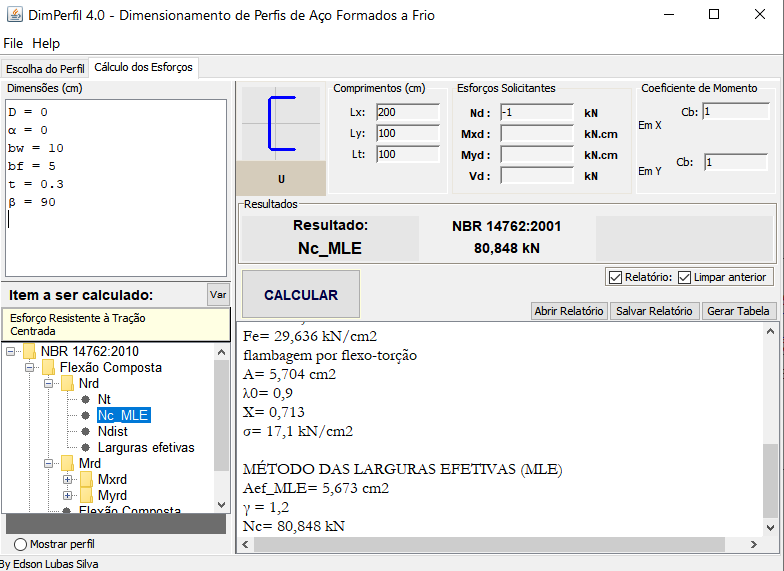 DimPerfil 4.0 - Dimensionamento de Perfis de Aço Formados a Frio
File Help
Escolha do Perfil Cálculo dos Esforços
Dimensões (cm)
D = 0
α = 0
bw = 10
bf = 5
t = 0.3
β = 90
U
Comprimentos (cm)
Lx: 200
Ly: 100
Lt: 100
Esforços Solicitantes
Nd : -1 kN
Mxd : kN.cm
Myd : kN.cm
Vd : kN
Coeficiente de Momento
Cb: 1
Em X
Cb: 1
Em Y
Resultados
Resultado: NBR 14762:2001
Nc_MLE 80,848 kN
Item a ser calculado: Var
Esforço Resistente à Tração
Centrada
CALCULAR
Relatório: Limpar anterior
Abrir Relatório Salvar Relatório Gerar Tabela
NBR 14762:2010
Flexão Composta
Nrd
Nt
Nc_MLE
Ndist
Larguras efetivas
Mrd
Mxrd
Myrd
Flexão Composta
Mostrar perfil
Fe= 29,636 kN/cm2
flambagem por flexo-torção
A= 5,704 cm2
λ0= 0,9
X= 0,713
σ= 17,1 kN/cm2
MÉTODO DAS LARGURAS EFETIVAS (MLE)
Aef_MLE= 5,673 cm2
γ = 1,2
Nc= 80,848 kN
By Edson Lubas Silva